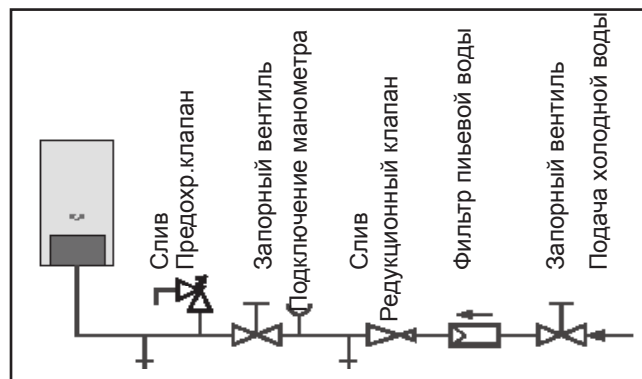 Слив
Предохр.клапан
Запорный вентиль
Подключение манометра
Слив
Редукционный клапан
Фильтр пиьевой воды
Запорный вентиль
Подача холодной воды